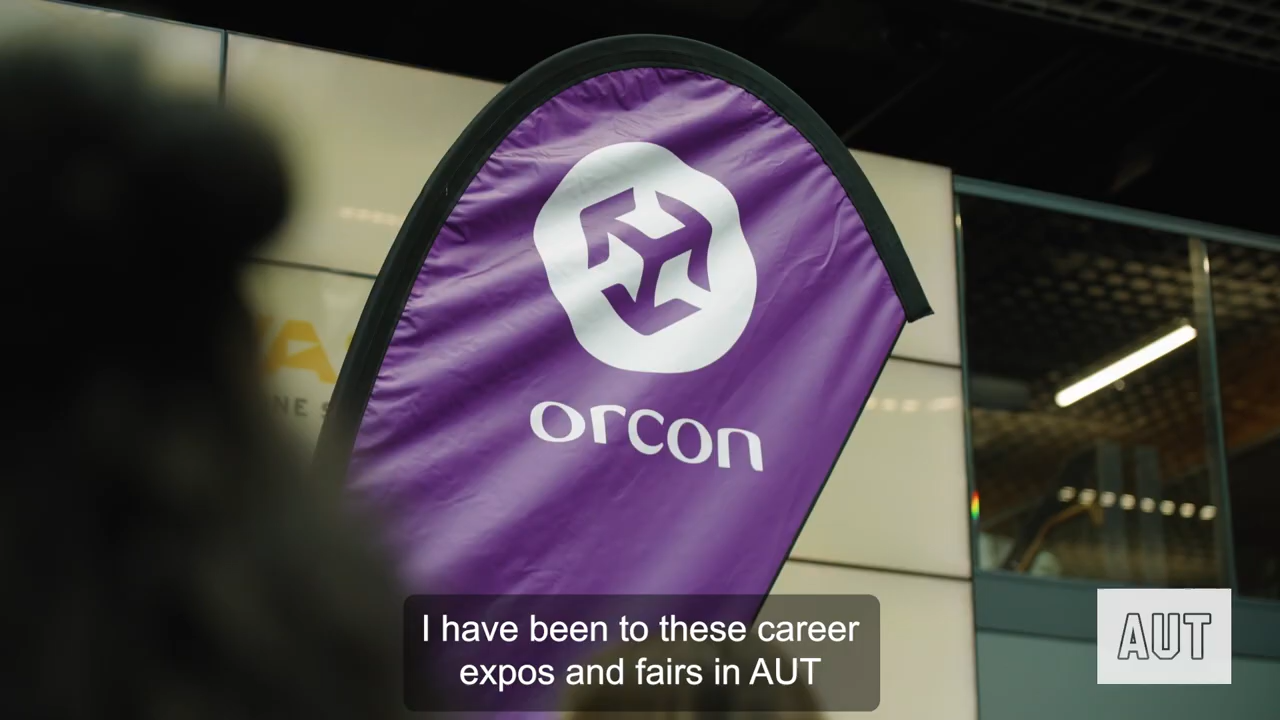 orcon
I have been to these career
expos and fairs in AUT
AUT